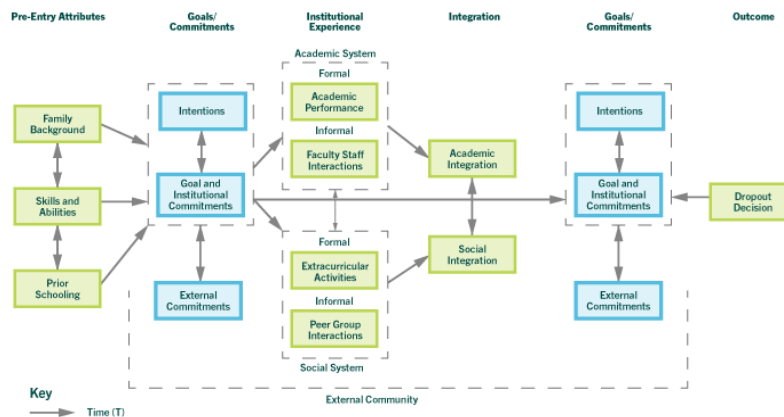 Pre-Entry Attributes
Goals/
Commitments
Institutional
Experience
Integration
Goals/
Commitments
Outcome
Academic System
Formal
Academic
Performance
Informal
Faculty Staff
Interactions
Family
Background
Skills and
Abilities
Prior
Schooling
Intentions
Goal and
Institutional
Commitments
External
Commitments
Formal
Extracurricular
Activities
Informal
Peer Group
Interactions
Social System
Academic
Integration
Social
Integration
Intentions
Goal and
Institutional
Commitments
External
Commitments
Dropout
Decision
External Community
Key
Time (T)